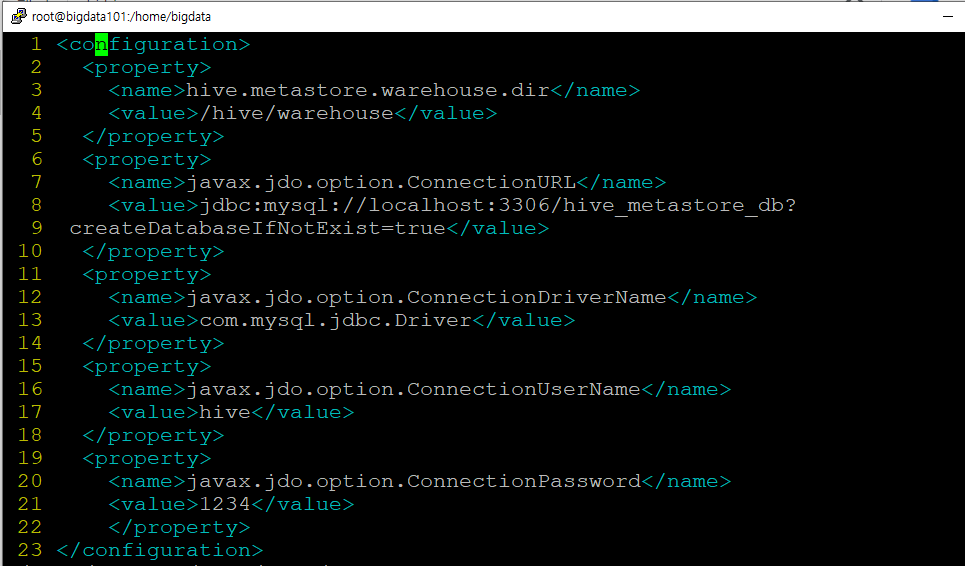 root@bigdata101:/home/bigdata
1 <configuration>
2   <property>
3     <name>hive.metastore.warehouse.dir</name>
4     <value>/hive/warehouse</value>
5   </property>
6   <property>
7     <name>javax.jdo.option.ConnectionURL</name>
8     <value>jdbc:mysql://localhost:3306/hive_metastore_db?
9  createDatabaseIfNotExist=true</value>
10   </property>
11   <property>
12     <name>javax.jdo.option.ConnectionDriverName</name>
13     <value>com.mysql.jdbc.Driver</value>
14   </property>
15   <property>
16     <name>javax.jdo.option.ConnectionUserName</name>
17     <value>hive</value>
18   </property>
19   <property>
20     <name>javax.jdo.option.ConnectionPassword</name>
21     <value>1234</value>
22     </property>
23 </configuration>